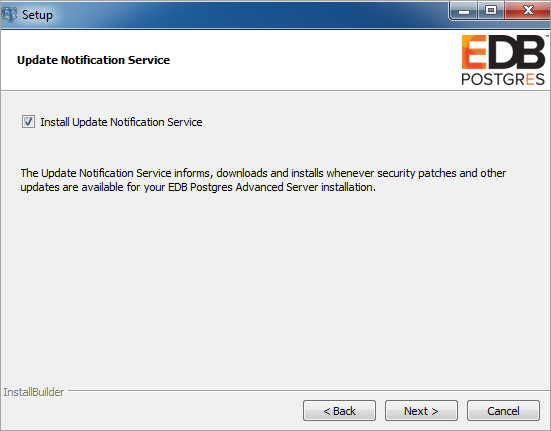 Setup
Update Notification Service
EDB
POSTGRES
Install Update Notification Service
The Update Notification Service informs, downloads and installs whenever security patches and other
updates are available for your EDB Postgres Advanced Server installation.
InstallBuilder
< Back
Next >
Cancel